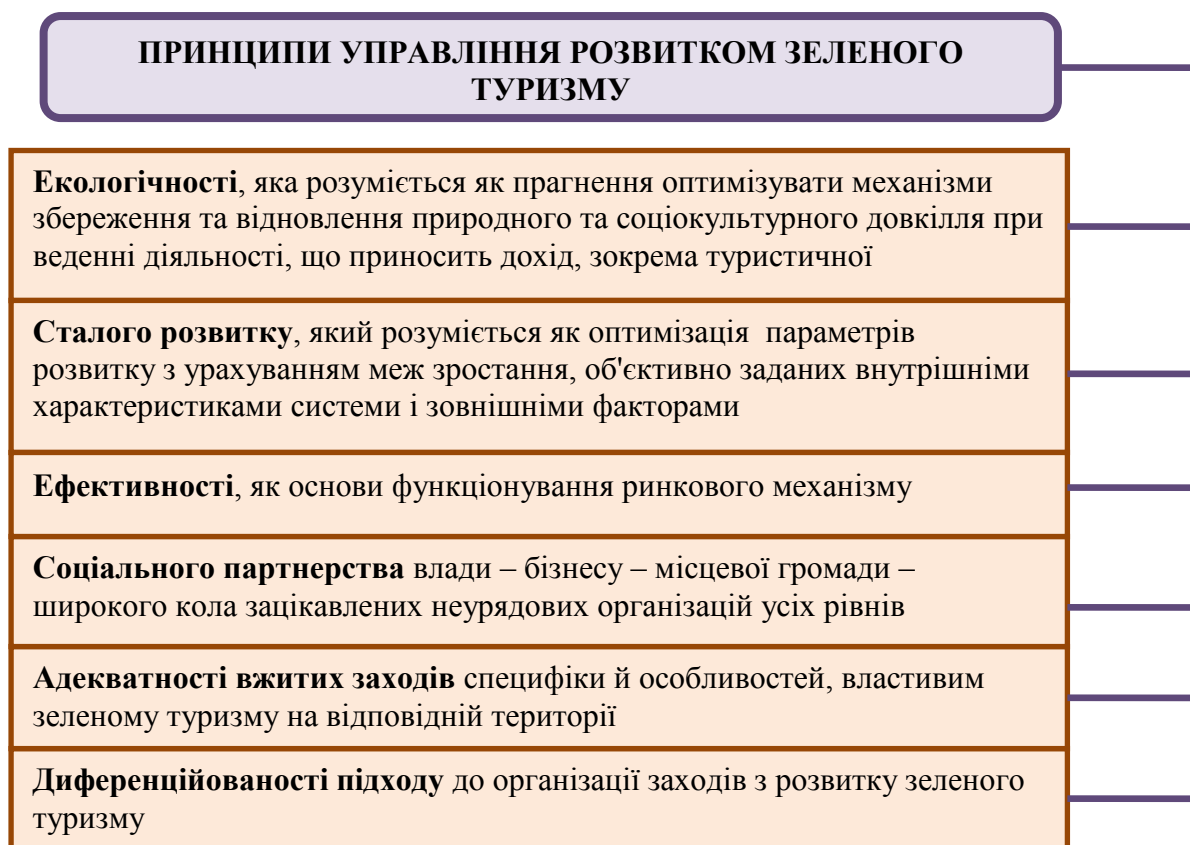 ПРИНЦИПИ УПРАВЛІННЯ РОЗВИТКОМ ЗЕЛЕНОГО
ТУРИЗМУ
Екологічності, яка розуміється як прагнення оптимізувати механізми
збереження та відновлення природного та соціокультурного довкілля при
веденні діяльності, що приносить дохід, зокрема туристичної
Сталого розвитку, який розуміється як оптимізація параметрів
розвитку з урахуванням меж зростання, об'єктивно заданих внутрішніми
характеристиками системи і зовнішніми факторами
Ефективності, як основи функціонування ринкового механізму
Соціального партнерства влади – бізнесу – місцевої громади –
широкого кола зацікавлених неурядових організацій усіх рівнів
Адекватності вжитих заходів специфіки й особливостей, властивим
зеленому туризму на відповідній території
Диференційованості підходу до організації заходів з розвитку зеленого
туризму